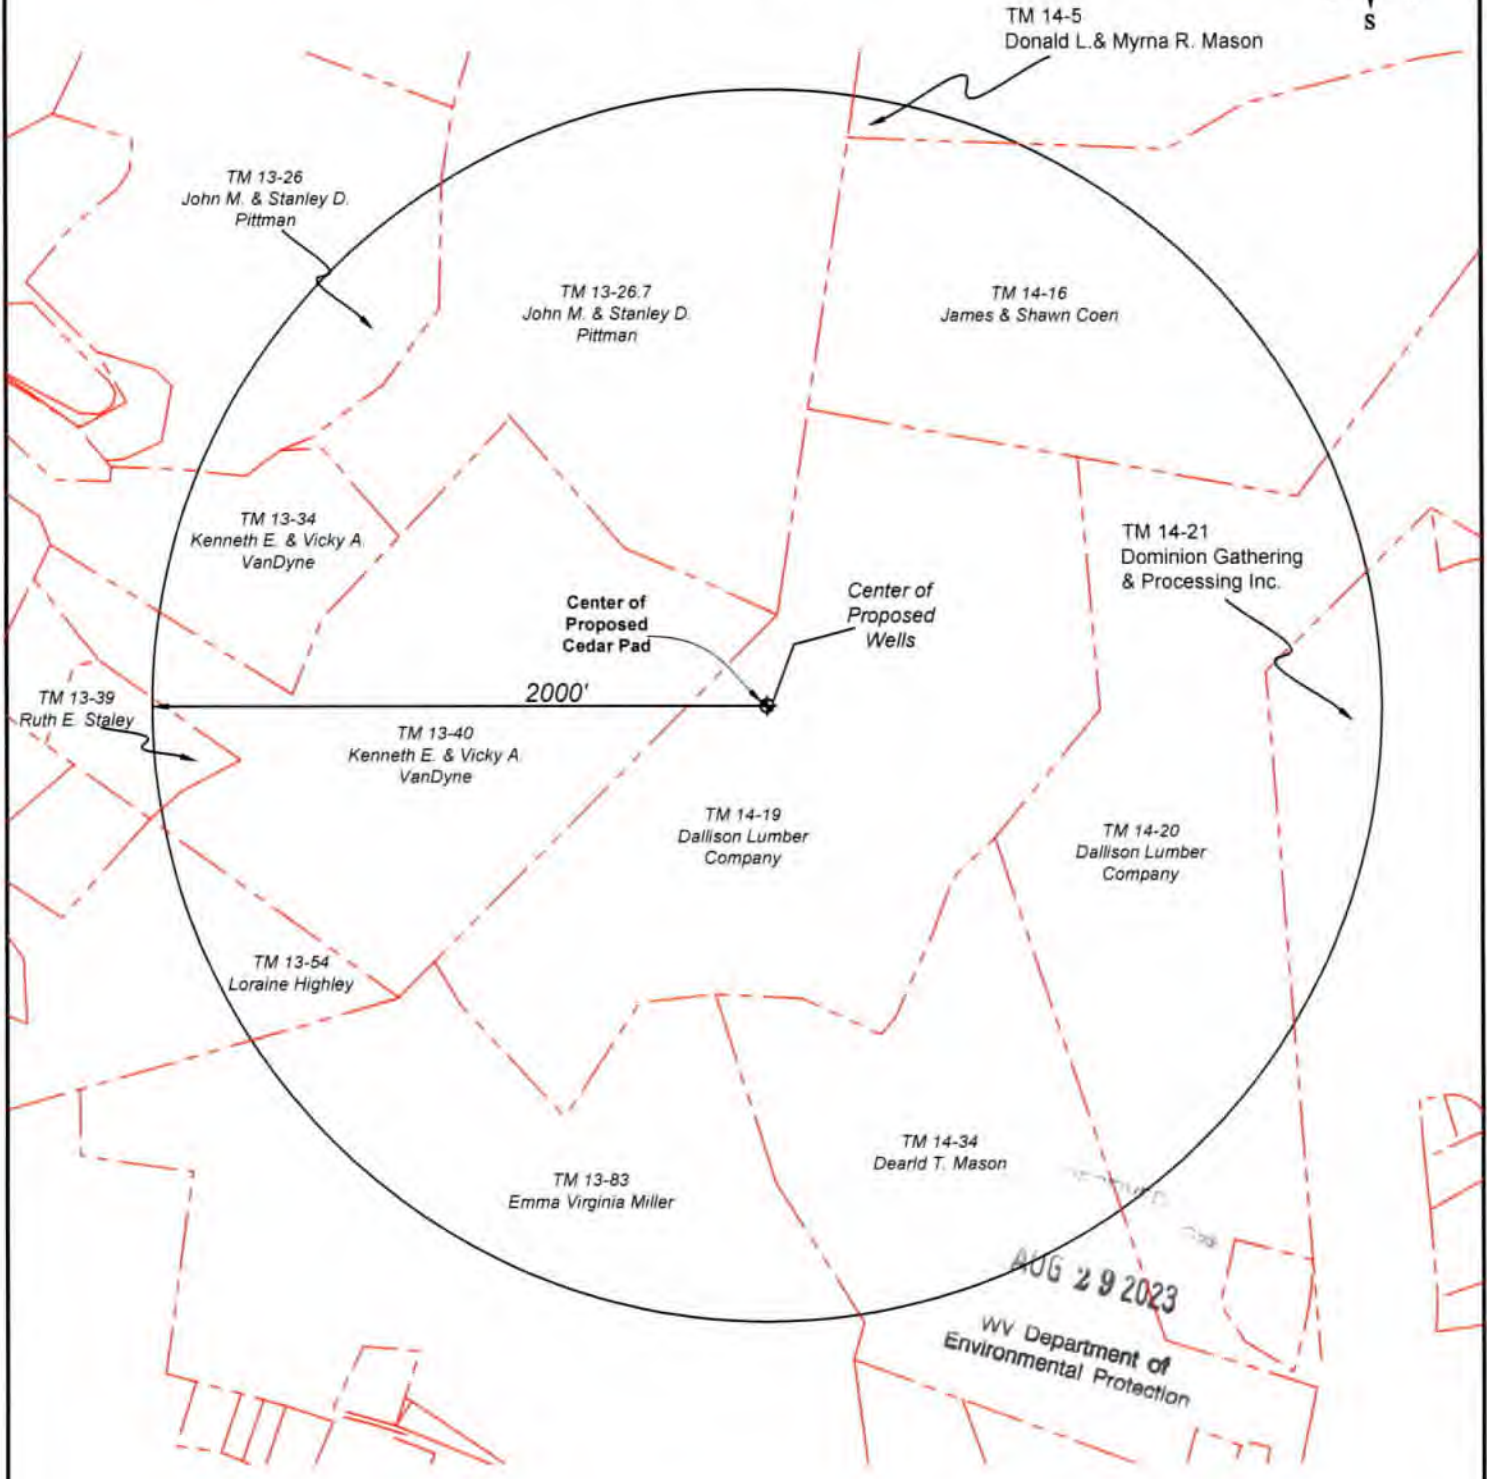 S
TM 14-5
Donald L.& Myrna R. Mason
TM 13-26
John M. & Stanley D.
Pittman
TM 13-26.7
John M. & Stanley D.
Pittman
TM 14-16
James & Shawn Coen
TM 13-34
Kenneth E. & Vicky A.
VanDyne
TM 14-21
Dominion Gathering
& Processing Inc.
Center of
Proposed
Cedar Pad
Center of
Proposed
Wells
2000'
TM 13-39
Ruth E. Staley
TM 13-40
Kenneth E. & Vicky A.
VanDyne
TM 14-19
Dallison Lumber
Company
TM 14-20
Dallison Lumber
Company
TM 13-54
Loraine Highley
TM 14-34
Dearld T. Mason
TM 13-83
Emma Virginia Miller
AUG 29 2023
WV Department of
Environmental Protection